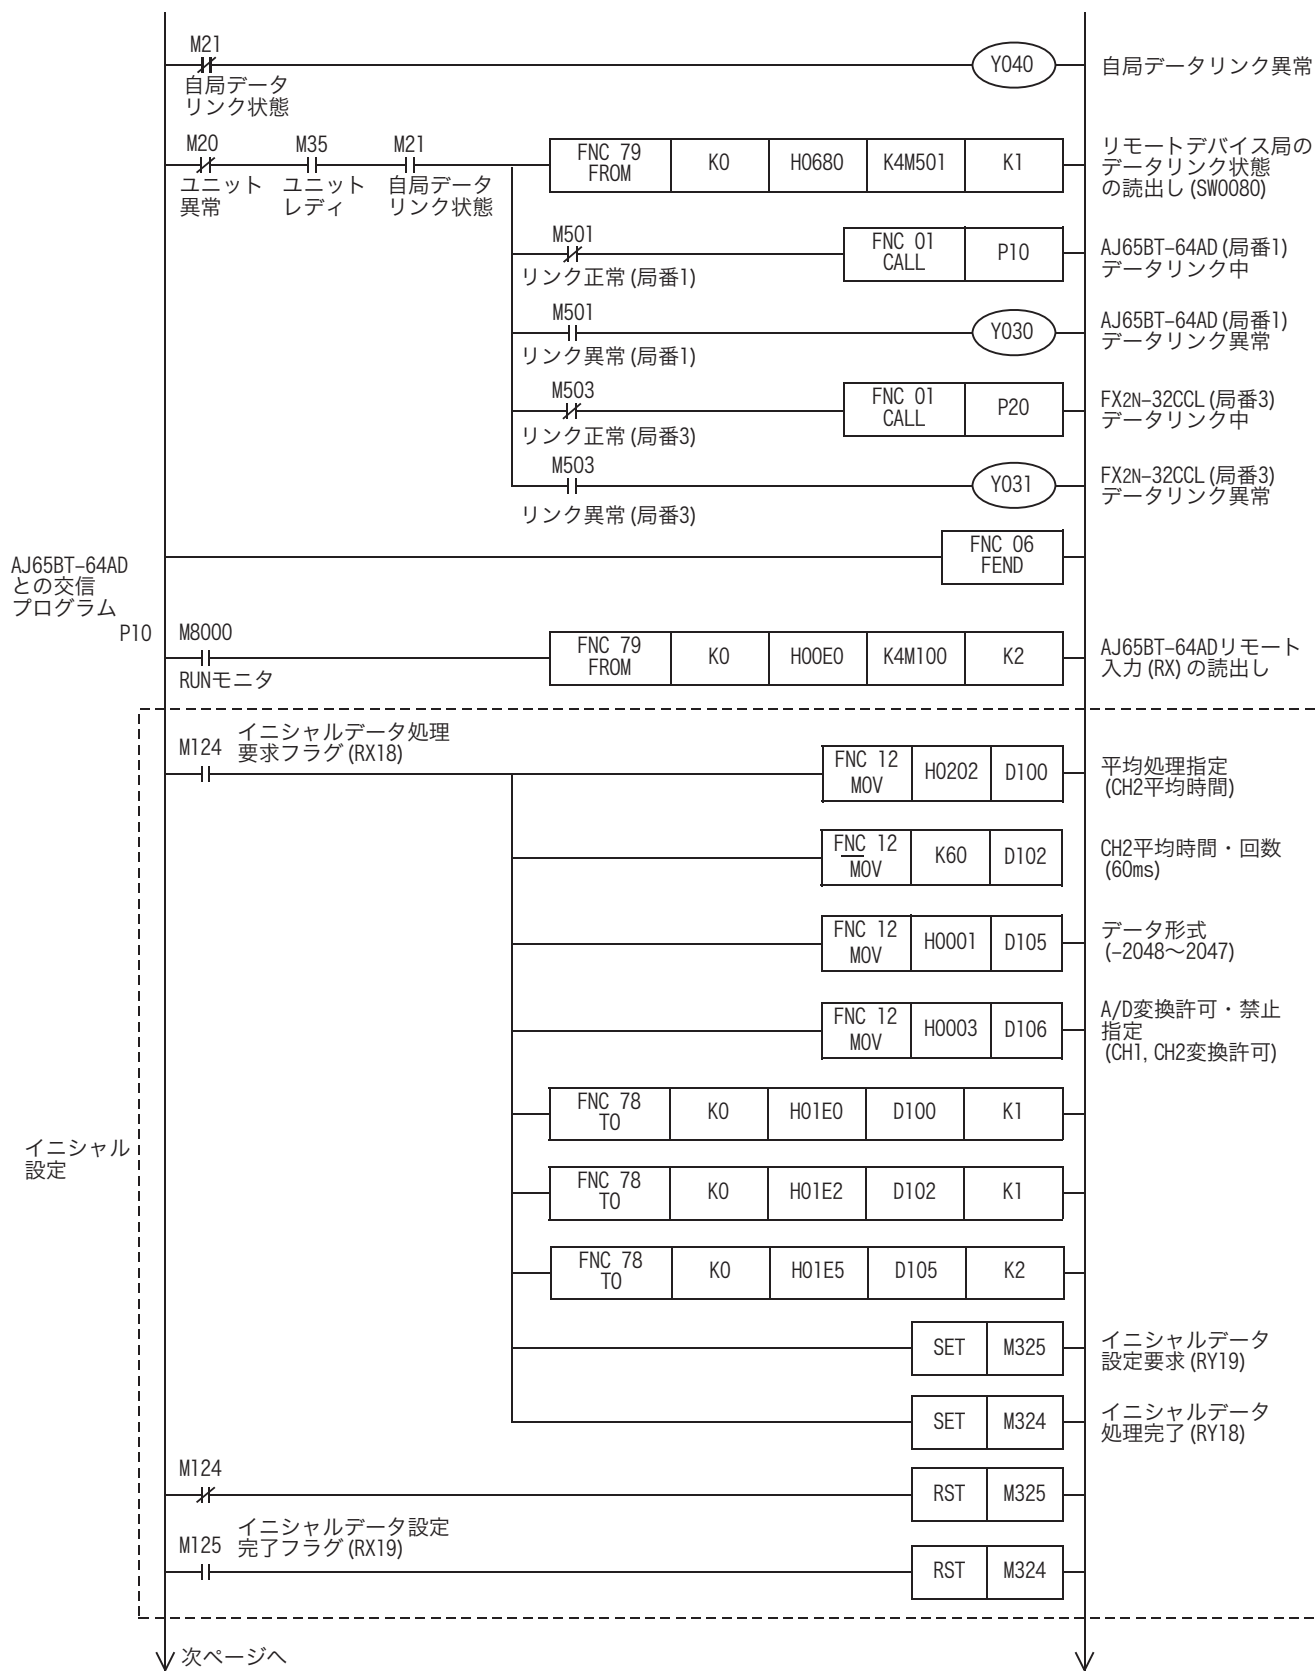 M21
自局データ
リンク状態
Y040
自局データリンク異常
M20
ユニット
異常
M35
ユニット
レディ
M21
自局データ
リンク状態
FNC 79
FROM
K0
H0680
K4M501
K1
リモートデバイス局の
データリンク状態
の読出し(SW0080)
M501
リンク正常(局番1)
FNC 01
CALL
P10
AJ65BT–64AD(局番1)
データリンク中
M501
リンク異常(局番1)
Y030
AJ65BT–64AD(局番1)
データリンク異常
M503
リンク正常(局番3)
FNC 01
CALL
P20
FX2N–32CCL(局番3)
データリンク中
M503
リンク異常(局番3)
Y031
FX2N–32CCL(局番3)
データリンク異常
FNC 06
FEND
AJ65BT–64AD
との交信
プログラム
P10
M8000
RUNモニタ
FNC 79
FROM
K0
H00E0
K4M100
K2
AJ65BT–64ADリモート
入力(RX)の読出し
イニシャル
設定
M124
イニシャルデータ処理
要求フラグ(RX18)
FNC 12
MOV
H0202
D100
平均処理指定
(CH2平均時間)
FNC 12
MOV
K60
D102
CH2平均時間・回数
(60ms)
FNC 12
MOV
H0001
D105
データ形式
(–2048〜2047)
FNC 12
MOV
H0003
D106
A/D変換許可・禁止
指定
(CH1, CH2変換許可)
FNC 78
TO
K0
H01E0
D100
K1
FNC 78
TO
K0
H01E2
D102
K1
FNC 78
TO
K0
H01E5
D105
K2
SET
M325
イニシャルデータ
設定要求(RY19)
SET
M324
イニシャルデータ
処理完了(RY18)
M124
RST
M325
M125
イニシャルデータ設定
完了フラグ(RX19)
RST
M324
次ページへ